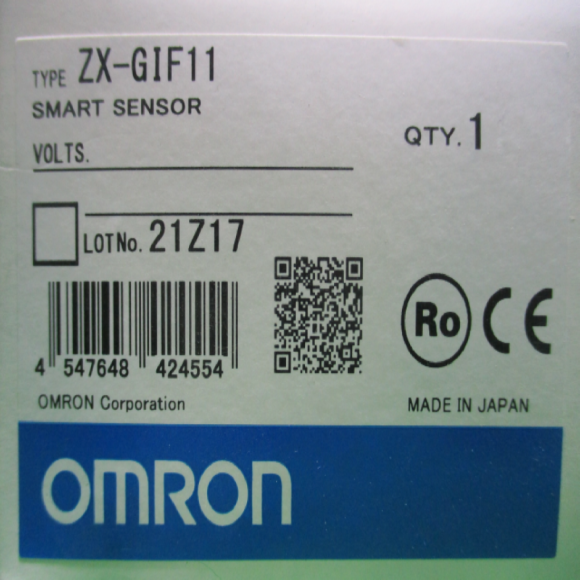 TYPE ZX-GIF11
SMART SENSOR
QTY. 1
VOLTS.
LOT No. 21Z17
4 547648 424554
Ro CE
OMRON Corporation
MADE IN JAPAN
OMRON